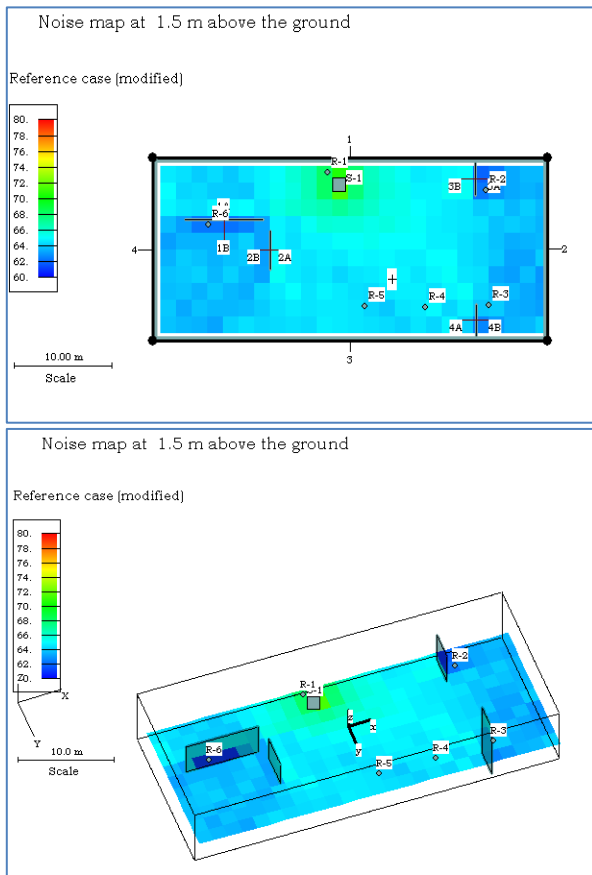 Noise map at 1.5 m above the ground
Reference case (modified)
80.
78.
76.
74.
72.
70.
68.
66.
64.
62.
60.
10.00 m
Scale
1
R-1
S-1
3B
R-2
3A
R-6
1B
4
2B
2A
2
R-5
R-4
R-3
4A
4B
3
Noise map at 1.5 m above the ground
Reference case (modified)
80.
78.
76.
74.
72.
70.
68.
66.
64.
62.
X
Y
10.0 m
Scale
R-1
R-2
z
x
y
R-6
R-5
R-4
R-3